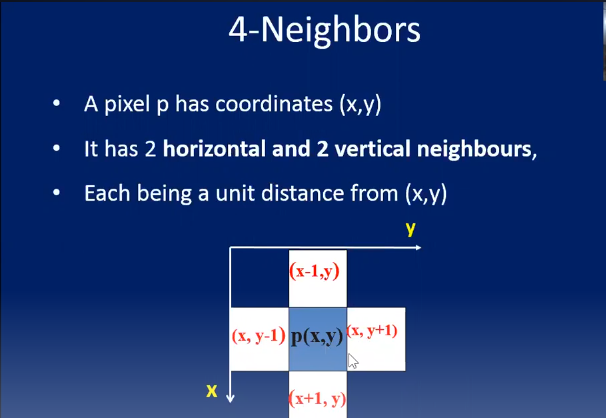 4-Neighbors
• A pixel p has coordinates (x,y)
• It has 2 horizontal and 2 vertical neighbours,
• Each being a unit distance from (x,y)
y
(x-1,y)
(x, y-1) p(x,y) (x, y+1)
x
(x+1, y)